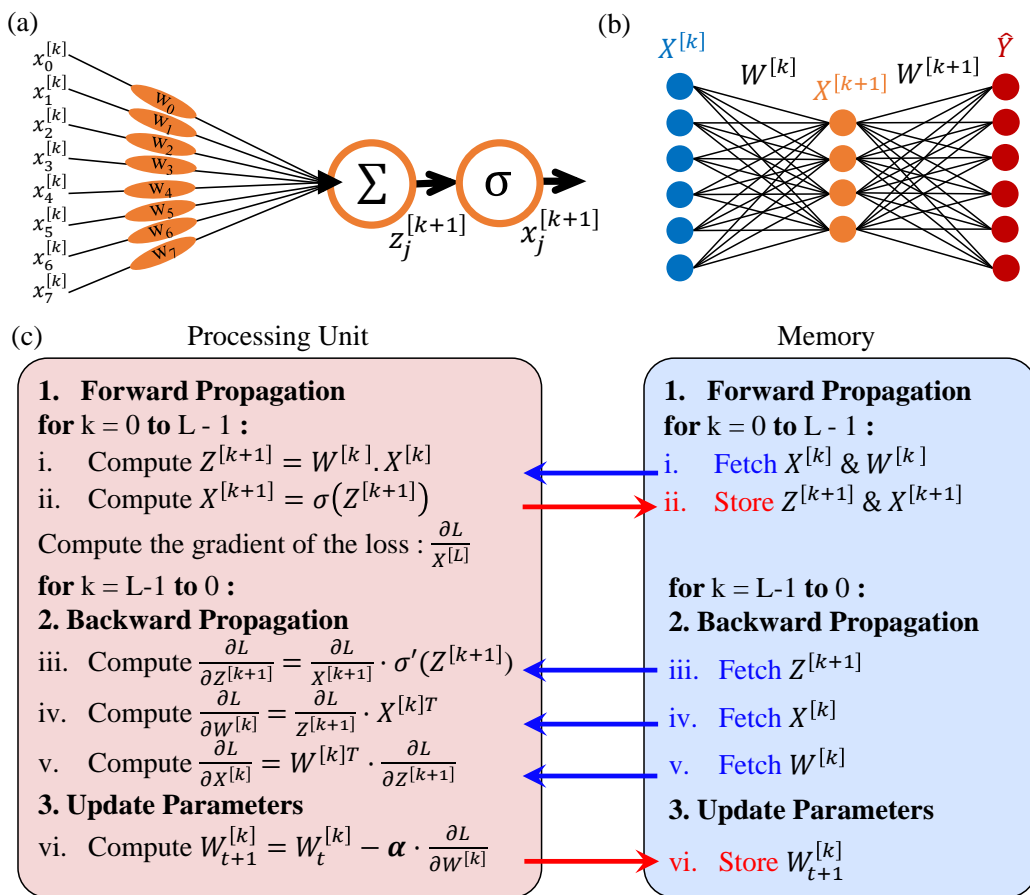 (a)
x_0^{[k]}
x_1^{[k]}
x_2^{[k]}
x_3^{[k]}
x_4^{[k]}
x_5^{[k]}
x_6^{[k]}
x_7^{[k]}
w_0
w_1
w_2
w_3
w_4
w_5
w_6
w_7
Σ
σ
z_j^{[k+1]}
x_j^{[k+1]}
(b)
X^{[k]}
W^{[k]}
X^{[k+1]}
W^{[k+1]}
Ŷ
(c)
Processing Unit
1. Forward Propagation
for k = 0 to L - 1 :
i. Compute Z^{[k+1]} = W^{[k]}. X^{[k]}
ii. Compute X^{[k+1]} = σ(Z^{[k+1]})
Compute the gradient of the loss : ∂L/X^{[L]}
for k = L-1 to 0 :
2. Backward Propagation
iii. Compute ∂L/∂Z^{[k+1]} = ∂L/X^{[k+1]} · σ′(Z^{[k+1]})
iv. Compute ∂L/∂W^{[k]} = ∂L/Z^{[k+1]} · X^{[k]T}
v. Compute ∂L/∂X^{[k]} = W^{[k]T} · ∂L/∂Z^{[k+1]}
3. Update Parameters
vi. Compute W_{t+1}^{[k]} = W_t^{[k]} − α · ∂L/∂W^{[k]}
Memory
1. Forward Propagation
for k = 0 to L - 1 :
i. Fetch X^{[k]} & W^{[k]}
ii. Store Z^{[k+1]} & X^{[k+1]}
for k = L-1 to 0 :
2. Backward Propagation
iii. Fetch Z^{[k+1]}
iv. Fetch X^{[k]}
v. Fetch W^{[k]}
3. Update Parameters
vi. Store W_{t+1}^{[k]}